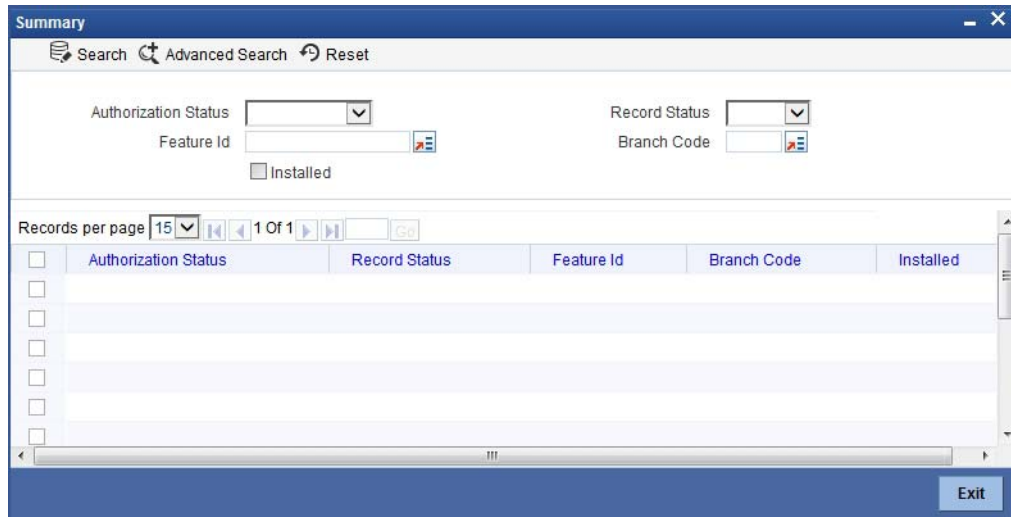 Summary
Search Advanced Search Reset
Authorization Status Record Status
Feature Id Branch Code
Installed
Records per page 15 1 Of 1 Go
Authorization Status Record Status Feature Id Branch Code Installed
Exit